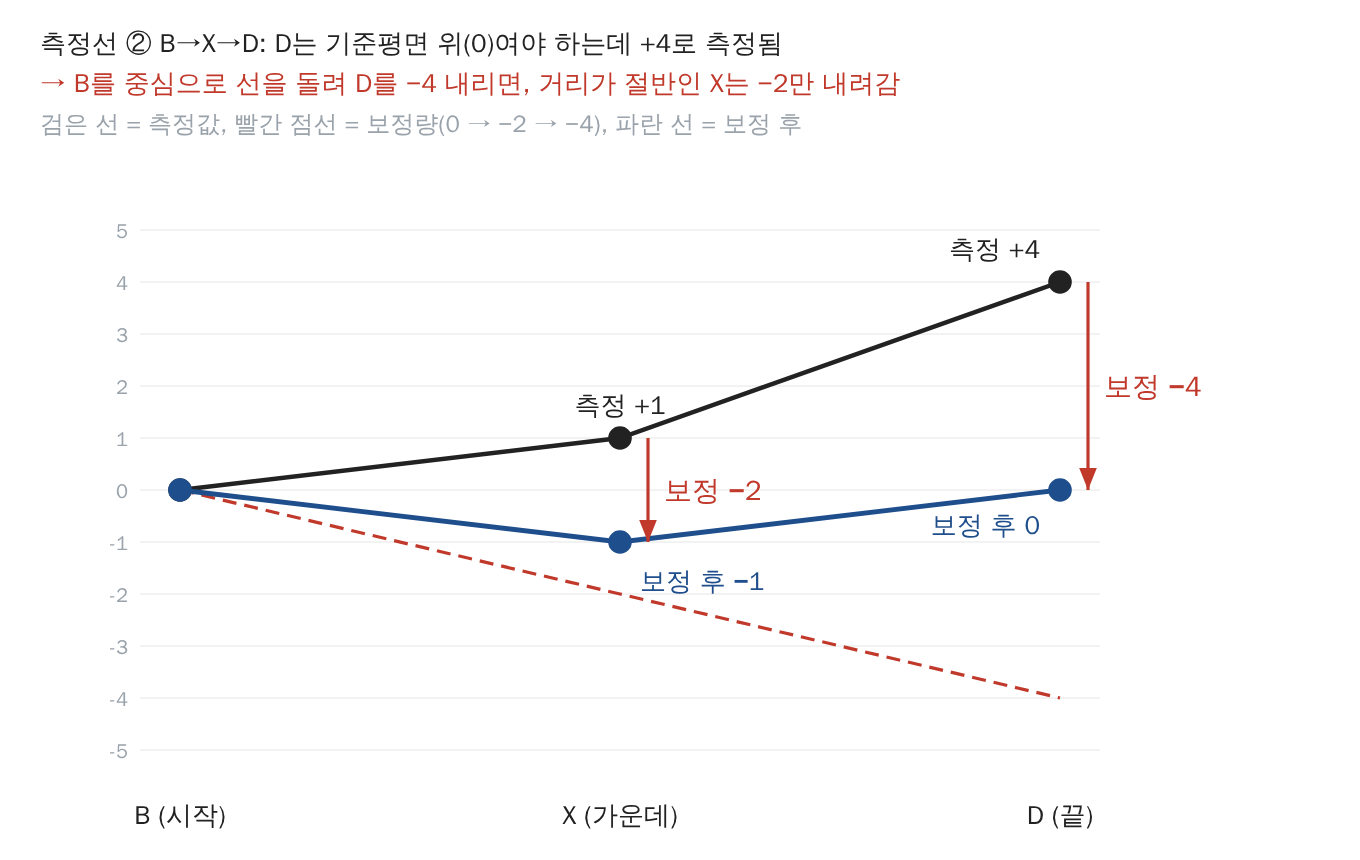 측정선 ② B→X→D: D는 기준평면 위(0)여야 하는데 +4로 측정됨
→ B를 중심으로 선을 돌려 D를 −4 내리면, 거리가 절반인 X는 −2만 내려감
검은 선 = 측정값, 빨간 점선 = 보정량(0 → −2 → −4), 파란 선 = 보정 후
5
측정 +4
4
3
2
보정 −4
측정 +1
1
0
보정 −2
보정 후 0
-1
보정 후 −1
-2
-3
-4
-5
B (시작)
X (가운데)
D (끝)